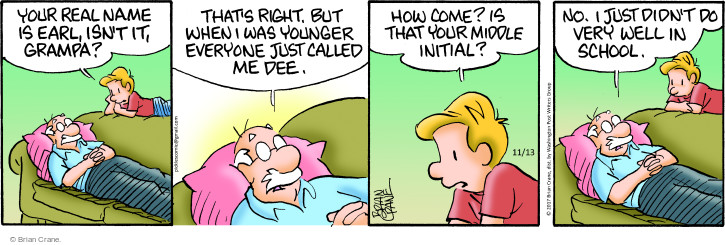 YOUR REAL NAME
IS EARL, ISN'T IT,
GRAMPA?
THAT'S RIGHT. BUT
WHEN I WAS YOUNGER
EVERYONE JUST CALLED
ME DEE.
picklescomic@gmail.com
HOW COME? IS
THAT YOUR MIDDLE
INITIAL?
BRIAN
CRANE
11/13
NO. I JUST DIDN'T DO
VERY WELL IN
SCHOOL.
© 2017 Brian Crane, dist. by Washington Post Writers Group
© Brian Crane.